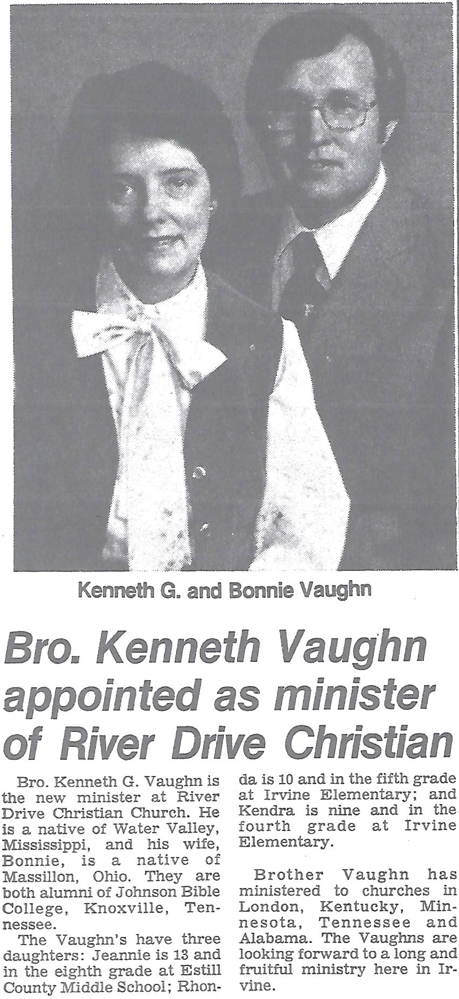 Kenneth G. and Bonnie Vaughn
Bro. Kenneth Vaughn
appointed as minister
of River Drive Christian
Bro. Kenneth G. Vaughn is
the new minister at River
Drive Christian Church. He
is a native of Water Valley,
Mississippi, and his wife,
Bonnie, is a native of
Massillon, Ohio. They are
both alumni of Johnson Bible
College, Knoxville, Ten-
nessee.
The Vaughn's have three
daughters: Jeannie is 13 and
in the eighth grade at Estill
County Middle School; Rhon-
da is 10 and in the fifth grade
at Irvine Elementary; and
Kendra is nine and in the
fourth grade at Irvine
Elementary.
Brother Vaughn has
ministered to churches in
London, Kentucky, Min-
nesota, Tennessee and
Alabama. The Vaughns are
looking forward to a long and
fruitful ministry here in Ir-
vine.